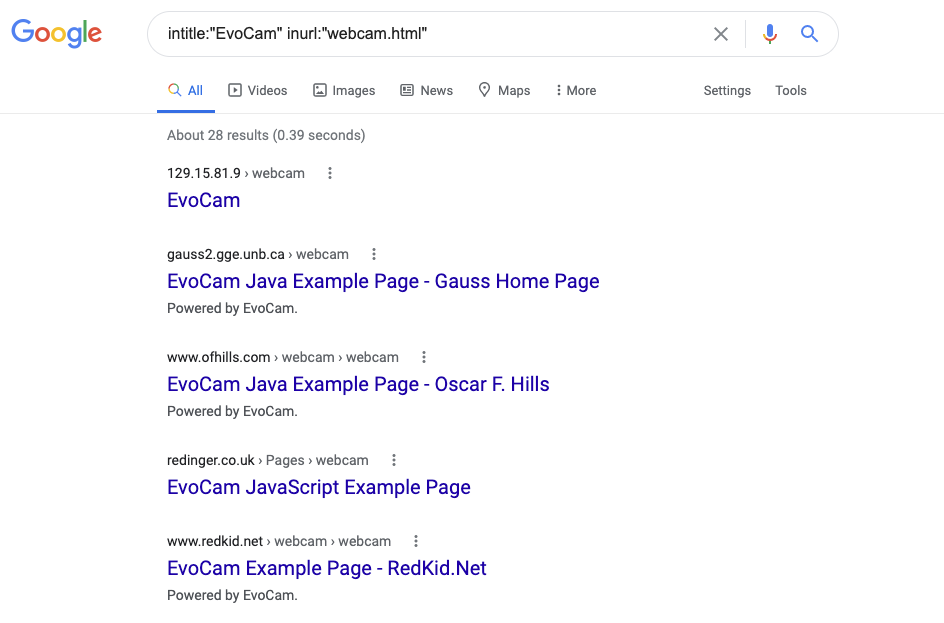 Google
intitle:"EvoCam" inurl:"webcam.html"
All Videos Images News Maps More Settings Tools
About 28 results (0.39 seconds)
129.15.81.9 › webcam
EvoCam
gauss2.gge.unb.ca › webcam
EvoCam Java Example Page - Gauss Home Page
Powered by EvoCam.
www.ofhills.com › webcam › webcam
EvoCam Java Example Page - Oscar F. Hills
Powered by EvoCam.
redinger.co.uk › Pages › webcam
EvoCam JavaScript Example Page
www.redkid.net › webcam › webcam
EvoCam Example Page - RedKid.Net
Powered by EvoCam.